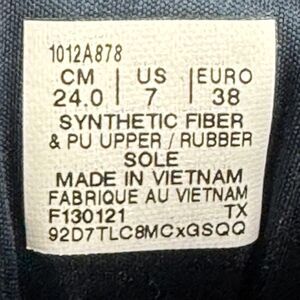 1012A878
CM | US | EURO
24.0 | 7 | 38
SYNTHETIC FIBER
& PU UPPER / RUBBER
SOLE
MADE IN VIETNAM
FABRIQUE AU VIETNAM
F130121 TX
92D7TLC8MCxGSQQ